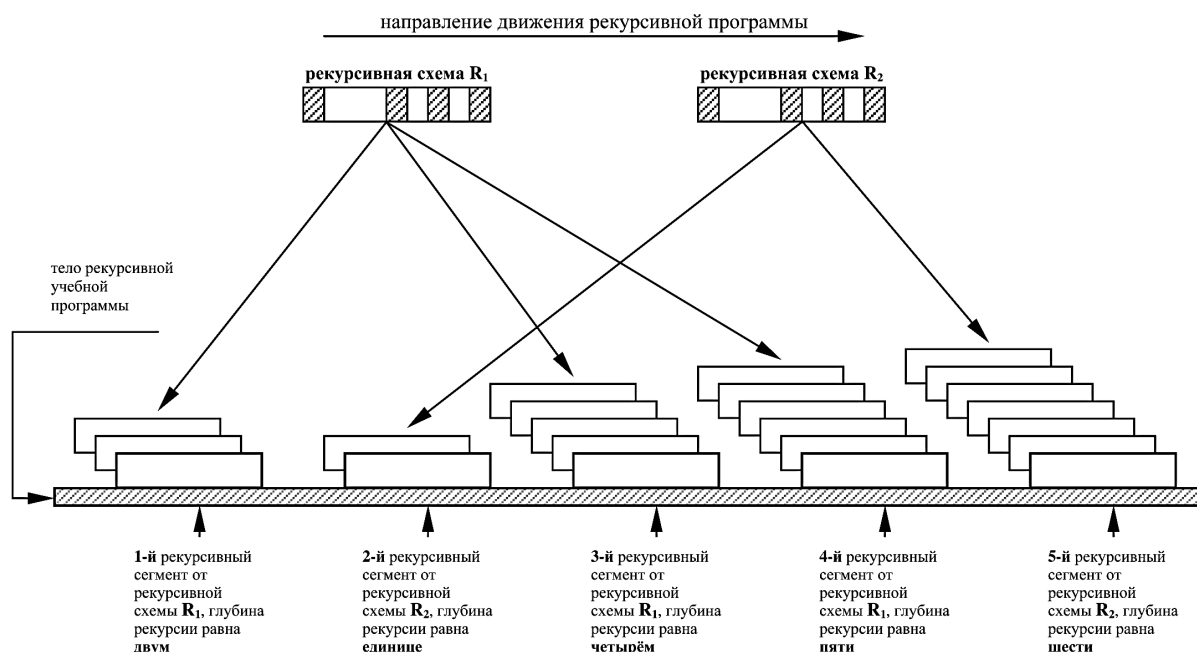 направление движения рекурсивной программы
рекурсивная схема R₁
рекурсивная схема R₂
тело рекурсивной
учебной
программы
1-й рекурсивный
сегмент от
рекурсивной
схемы R₁, глубина
рекурсии равна
двум
2-й рекурсивный
сегмент от
рекурсивной
схемы R₂, глубина
рекурсии равна
единице
3-й рекурсивный
сегмент от
рекурсивной
схемы R₁, глубина
рекурсии равна
четырём
4-й рекурсивный
сегмент от
рекурсивной
схемы R₁, глубина
рекурсии равна
пяти
5-й рекурсивный
сегмент от
рекурсивной
схемы R₂, глубина
рекурсии равна
шести